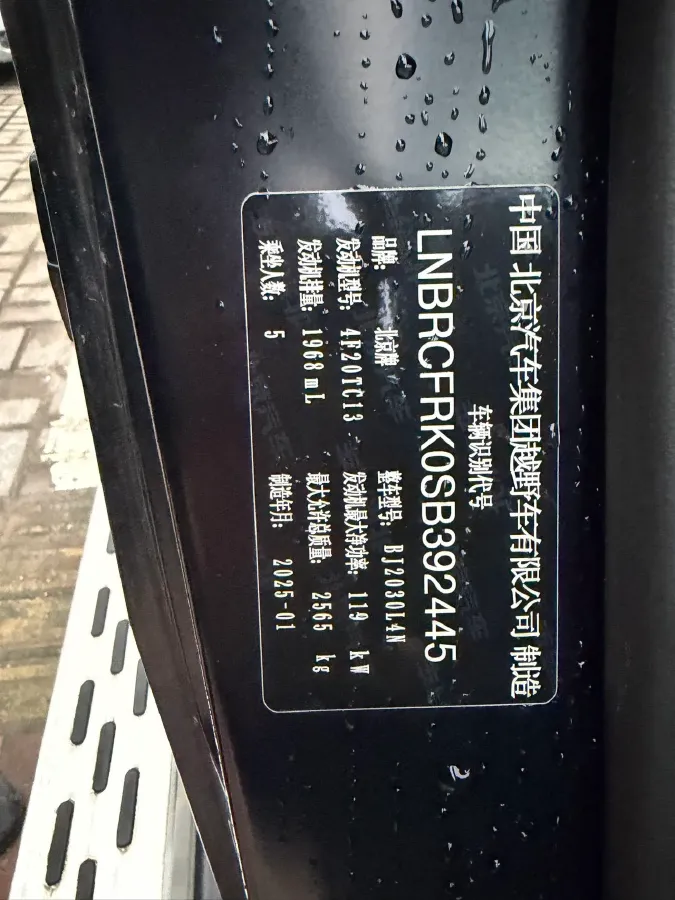 中国 北京汽车集团越野车有限公司 制造
车辆识别代号
LNBRCFRK0SB392445
品牌： 北京牌 整车型号： BJ2030L4N
发动机型号： 4F20TC13 发动机最大净功率： 119 kW
发动机排量： 1968 mL 最大允许总质量： 2565 kg
乘坐人数： 5 制造年月： 2025-01